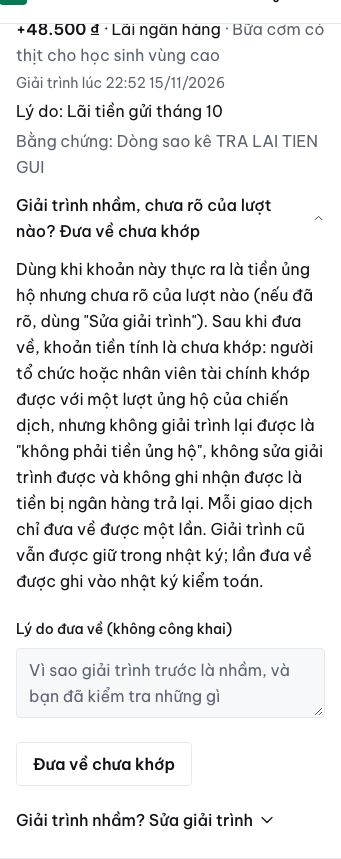 +48.500 ₫ · Lãi ngân hàng · Bữa cơm có
thịt cho học sinh vùng cao
Giải trình lúc 22:52 15/11/2026
Lý do: Lãi tiền gửi tháng 10
Bằng chứng: Dòng sao kê TRA LAI TIEN
GUI
Giải trình nhầm, chưa rõ của lượt
nào? Đưa về chưa khớp
Dùng khi khoản này thực ra là tiền ủng
hộ nhưng chưa rõ của lượt nào (nếu đã
rõ, dùng "Sửa giải trình"). Sau khi đưa
về, khoản tiền tính là chưa khớp: người
tổ chức hoặc nhân viên tài chính khớp
được với một lượt ủng hộ của chiến
dịch, nhưng không giải trình lại được là
"không phải tiền ủng hộ", không sửa giải
trình được và không ghi nhận được là
tiền bị ngân hàng trả lại. Mỗi giao dịch
chỉ đưa về được một lần. Giải trình cũ
vẫn được giữ trong nhật ký; lần đưa về
được ghi vào nhật ký kiểm toán.
Lý do đưa về (không công khai)
Vì sao giải trình trước là nhầm, và
bạn đã kiểm tra những gì
Đưa về chưa khớp
Giải trình nhầm? Sửa giải trình